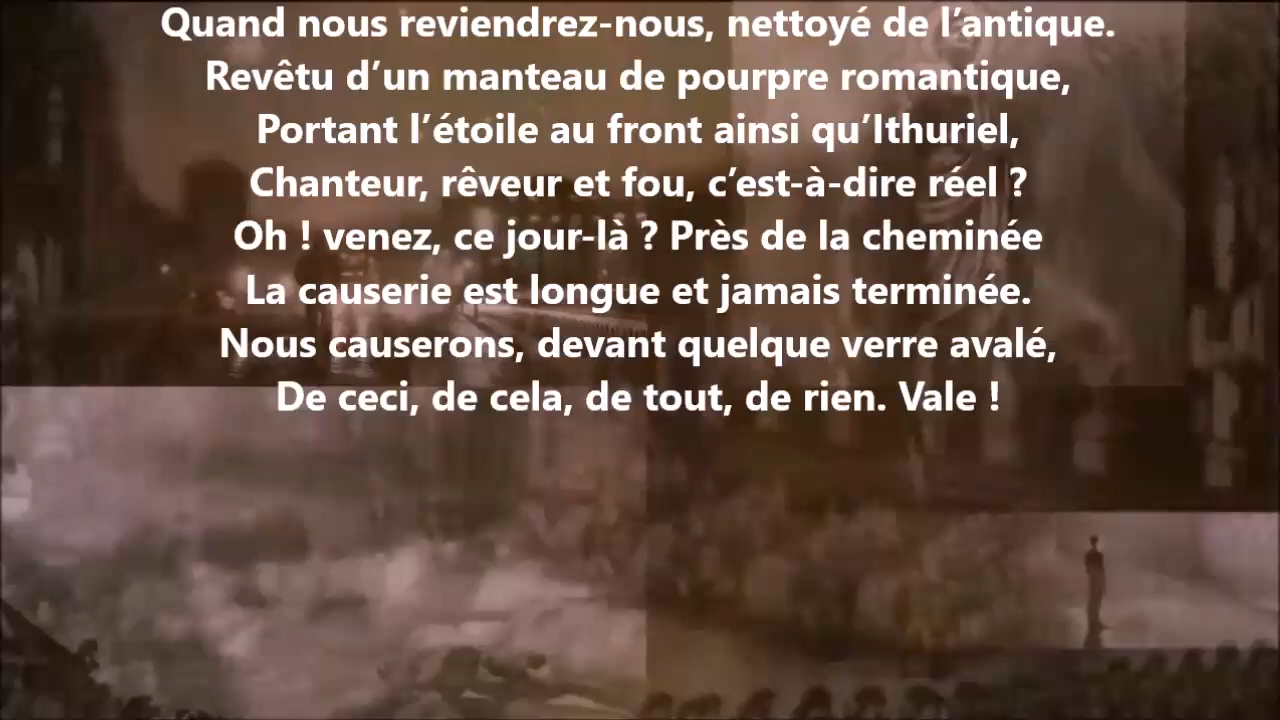 Quand nous reviendrez-nous, nettoyé de l’antique.
Revêtu d’un manteau de pourpre romantique,
Portant l’étoile au front ainsi qu’Ithuriel,
Chanteur, rêveur et fou, c’est-à-dire réel ?
Oh ! venez, ce jour-là ? Près de la cheminée
La causerie est longue et jamais terminée.
Nous causerons, devant quelque verre avalé,
De ceci, de cela, de tout, de rien. Vale !